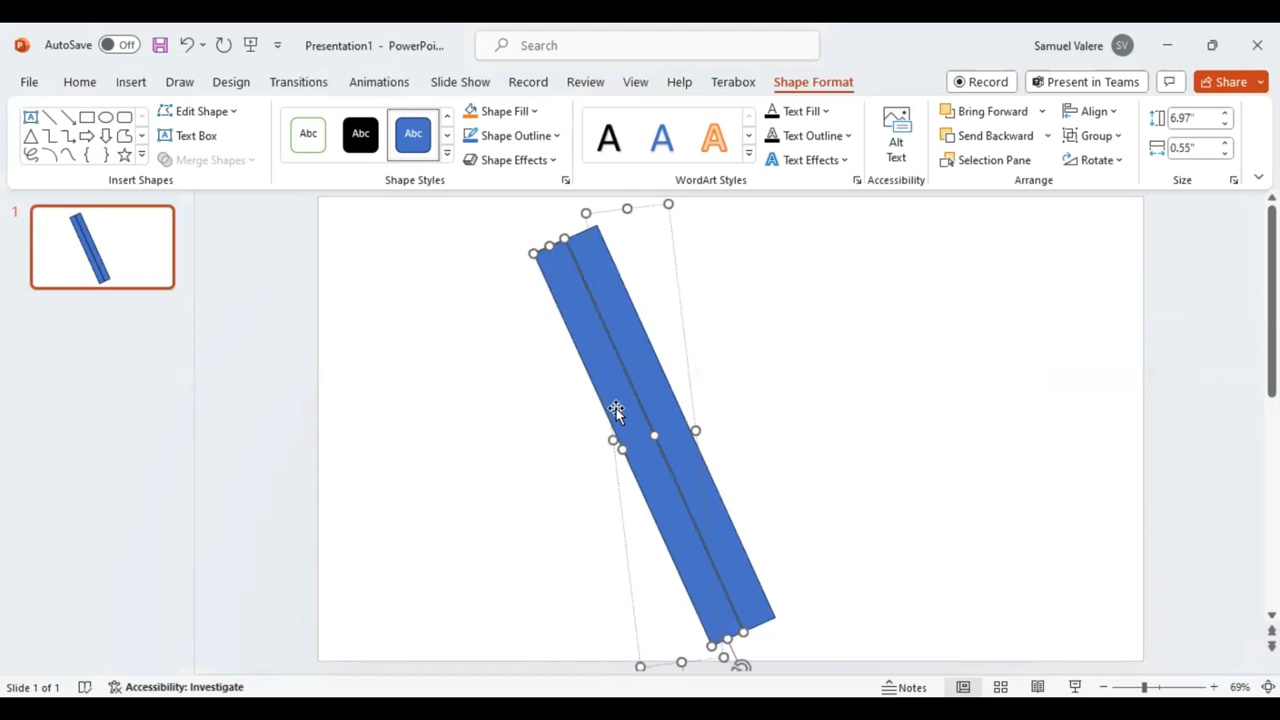 AutoSave Off Presentation1 - PowerPoi... Search Samuel Valere SV
File Home Insert Draw Design Transitions Animations Slide Show Record Review View Help Terabox Shape Format Record Present in Teams Share
Edit Shape
Text Box
Merge Shapes
Insert Shapes
Abc Abc Abc
Shape Fill
Shape Outline
Shape Effects
Shape Styles
A A A
Text Fill
Text Outline
Text Effects
WordArt Styles
Alt
Text
Accessibility
Bring Forward
Send Backward
Selection Pane
Align
Group
Rotate
Arrange
6.97"
0.55"
Size
1
Slide 1 of 1 Accessibility: Investigate Notes 69%